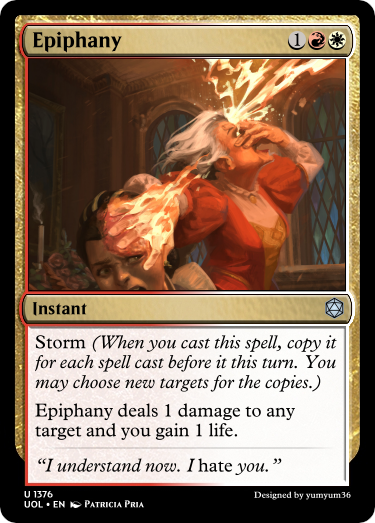 Epiphany 1
Instant
Storm (When you cast this spell, copy it
for each spell cast before it this turn. You
may choose new targets for the copies.)
Epiphany deals 1 damage to any
target and you gain 1 life.
“I understand now. I hate you.”
U 1376
UOL • EN Patricia Pria
Designed by yumyum36